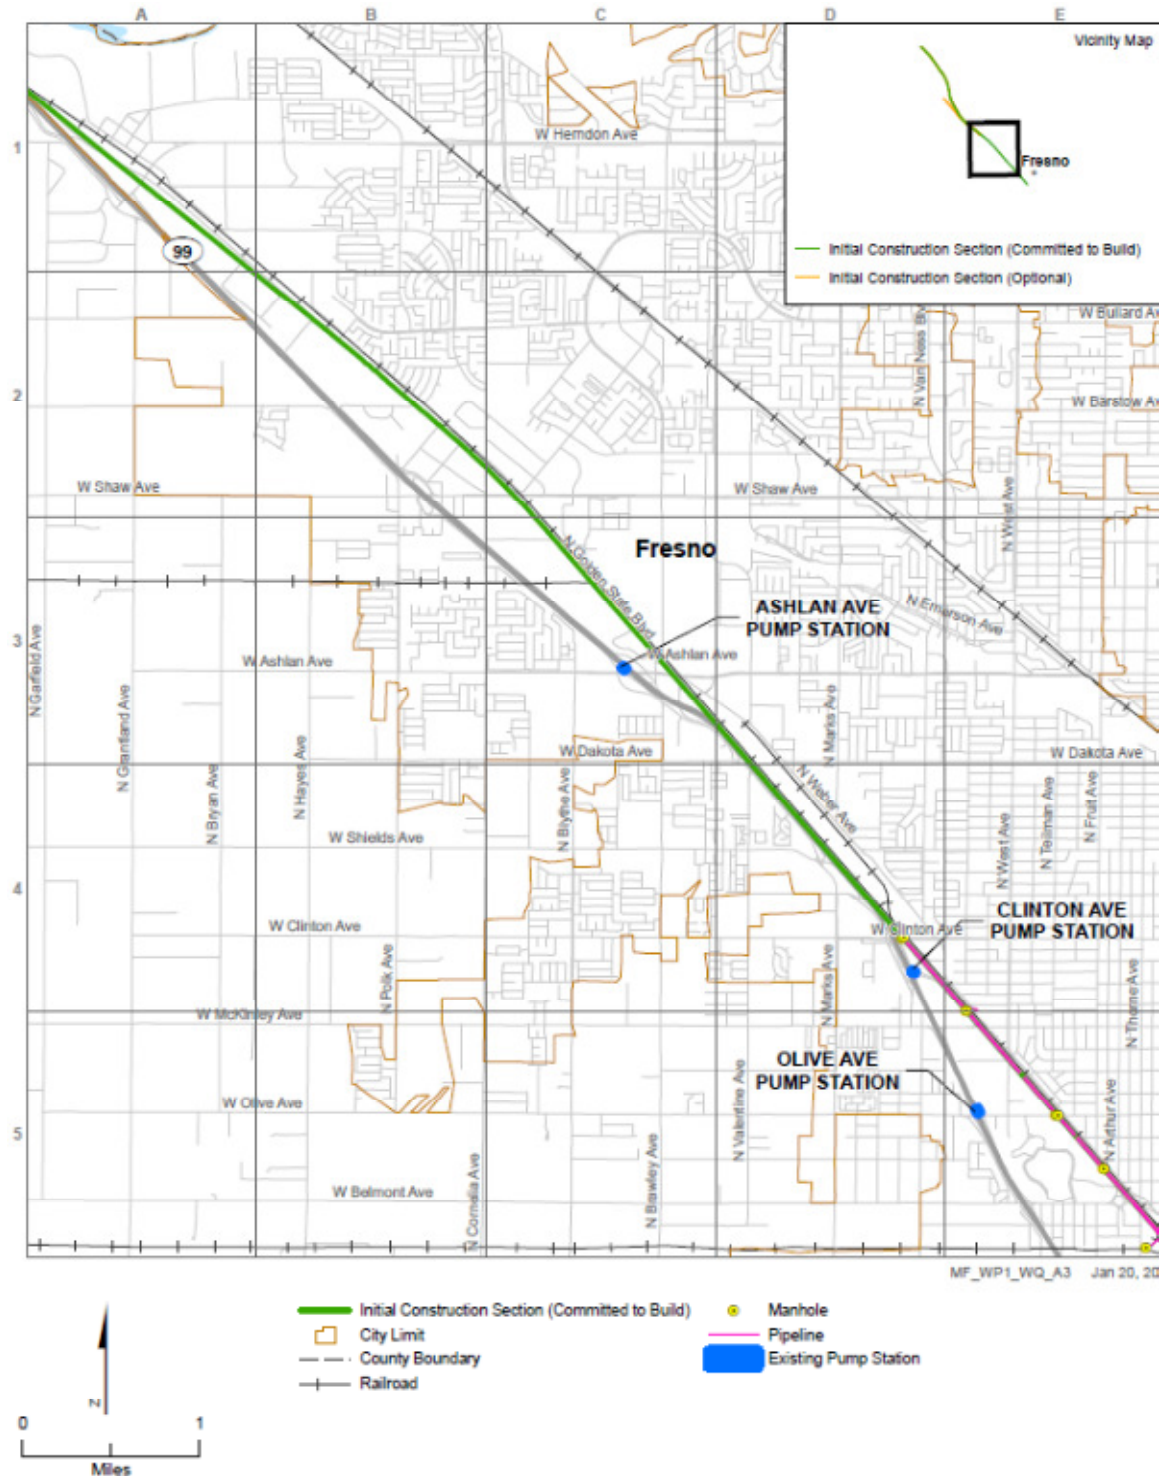 A B C D E
Vicinity Map
Fresno
Initial Construction Section (Committed to Build)
Initial Construction Section (Optional)
1
W Herndon Ave
99
W Bullard Av
N Van Ness Blv
2
W Barstow Av
W Shaw Ave
W Shaw Ave
N West Ave
N Golden State Blvd
Fresno
ASHLAN AVE
PUMP STATION
N Emerson Ave
3
N Garfield Ave
W Ashlan Ave
W Ashlan Ave
N Grantland Ave
N Marks Ave
W Dakota Ave
W Dakota Ave
N Bryan Ave
N Hayes Ave
N Blythe Ave
N Weber Ave
N West Ave
N Teilman Ave
N Fruit Ave
W Shields Ave
4
W Clinton Ave
W Clinton Ave
CLINTON AVE
PUMP STATION
N Polk Ave
N Marks Ave
N Thorne Ave
W McKinley Ave
OLIVE AVE
PUMP STATION
W Olive Ave
N Valentine Ave
N Arthur Ave
5
W Belmont Ave
N Cornelia Ave
N Brawley Ave
MF_WP1_WQ_A3 Jan 20, 20
Initial Construction Section (Committed to Build)
City Limit
County Boundary
Railroad
Manhole
Pipeline
Existing Pump Station
N
0 1
Miles